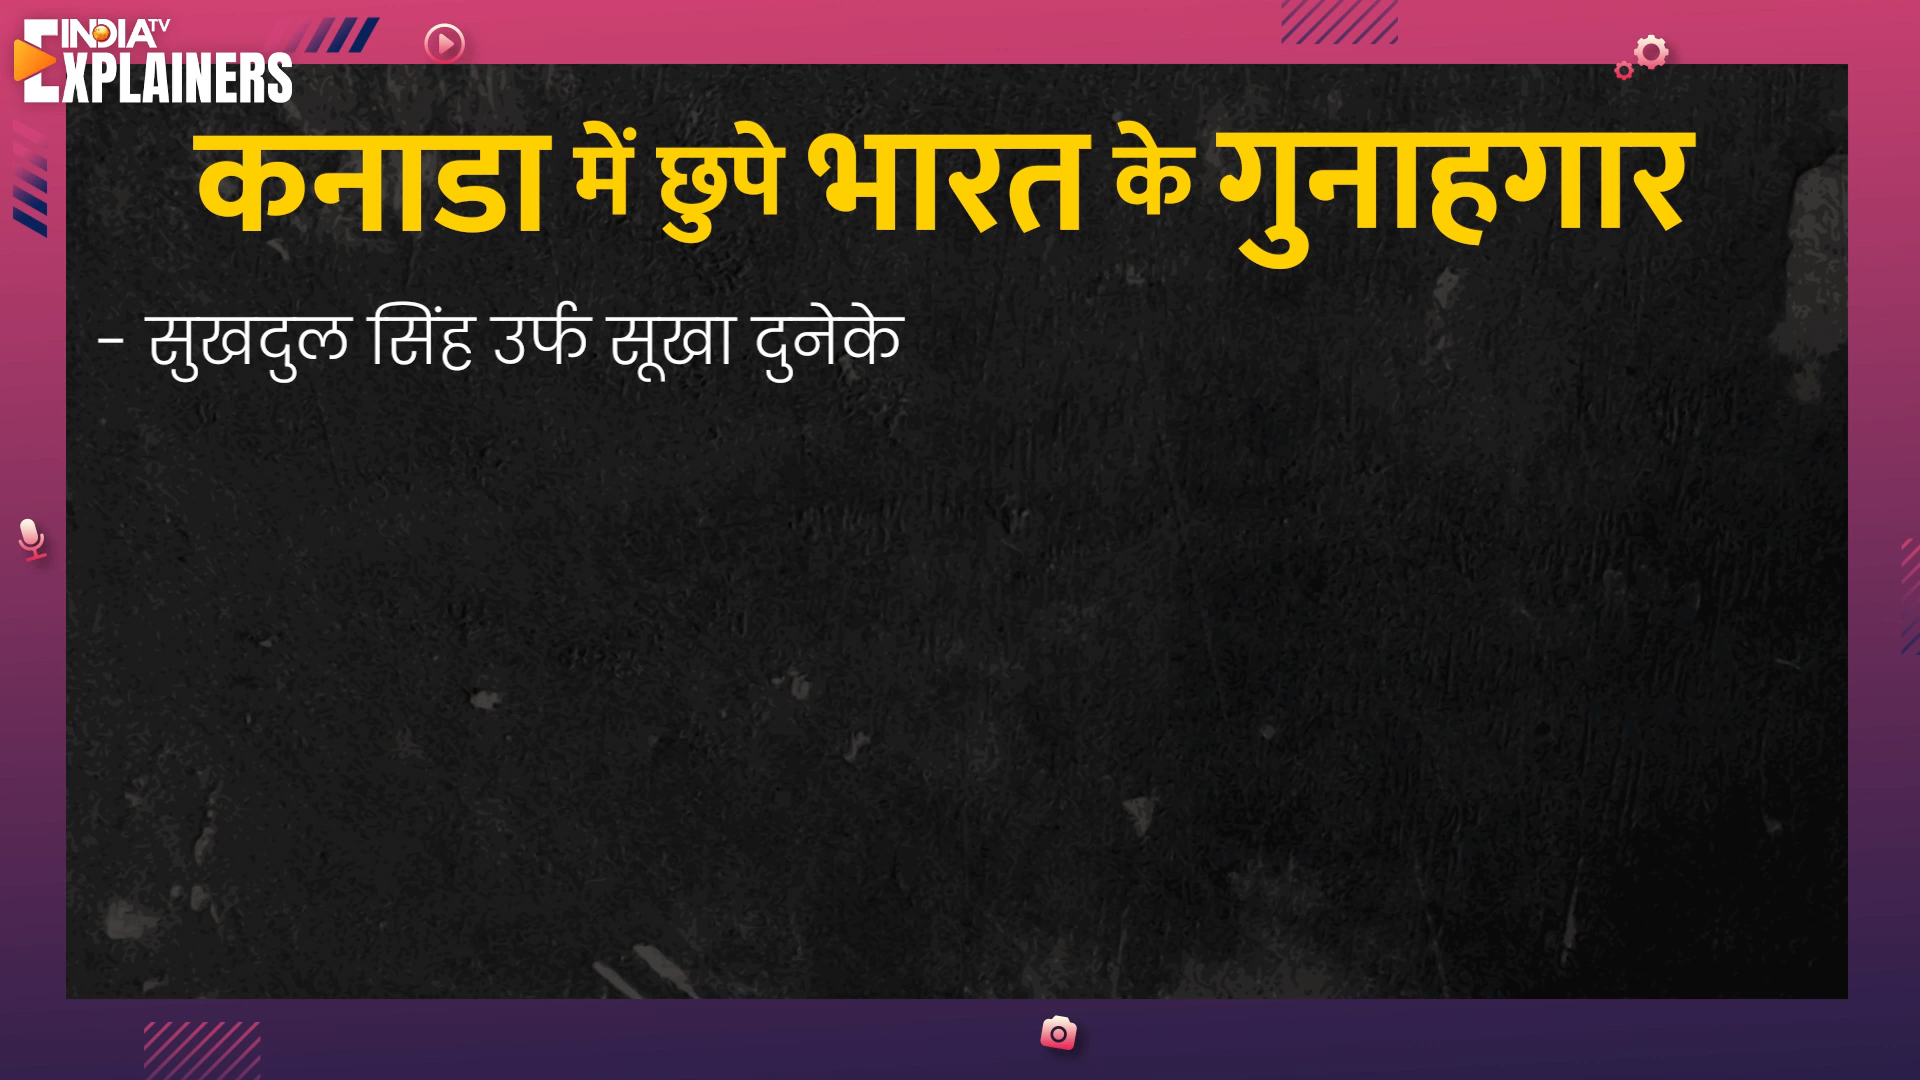 INDIA TV
EXPLAINERS
कनाडा में छुपे भारत के गुनाहगार
- सुखदुल सिंह उर्फ सूखा दुनेके